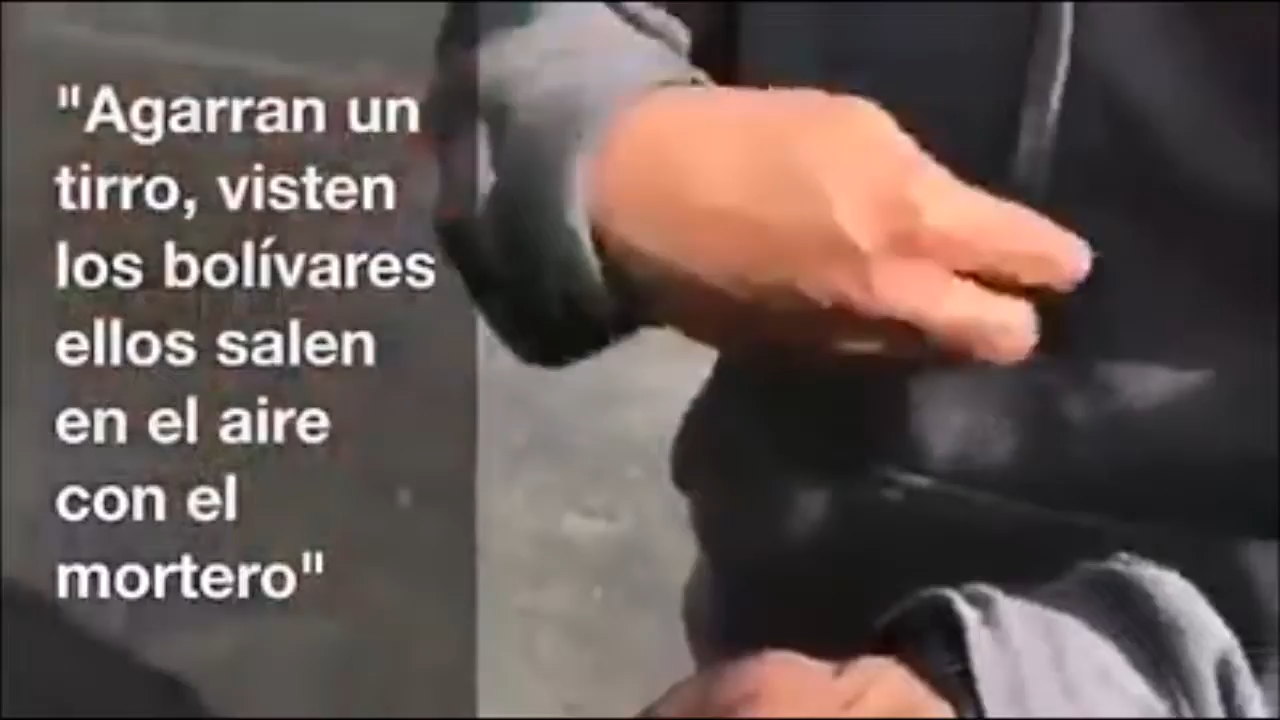 "Agarran un
tirro, visten
los bolívares
ellos salen
en el aire
con el
mortero"